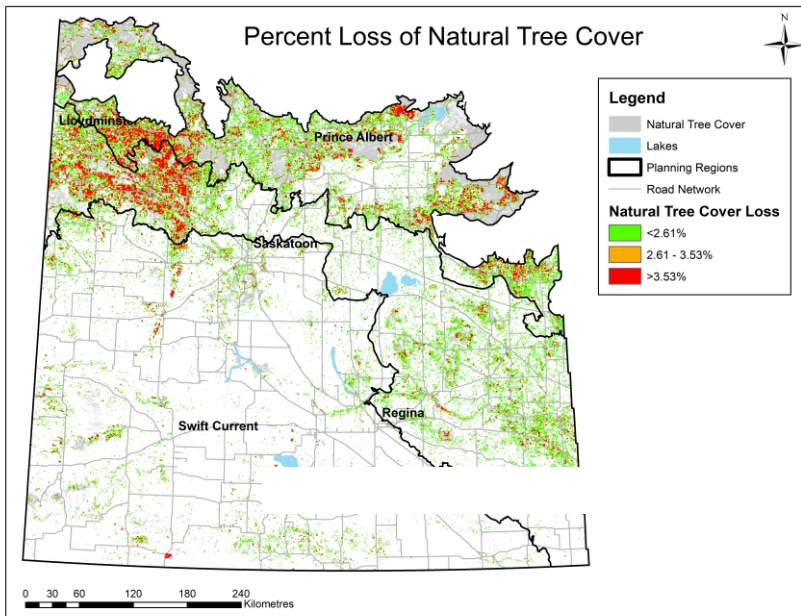 Percent Loss of Natural Tree Cover
N
Legend
Natural Tree Cover
Lakes
Planning Regions
Road Network
Natural Tree Cover Loss
<2.61%
2.61 - 3.53%
>3.53%
Lloydminst
Prince Albert
Saskatoon
Regina
Swift Current
0 30 60 120 180 240
Kilometres